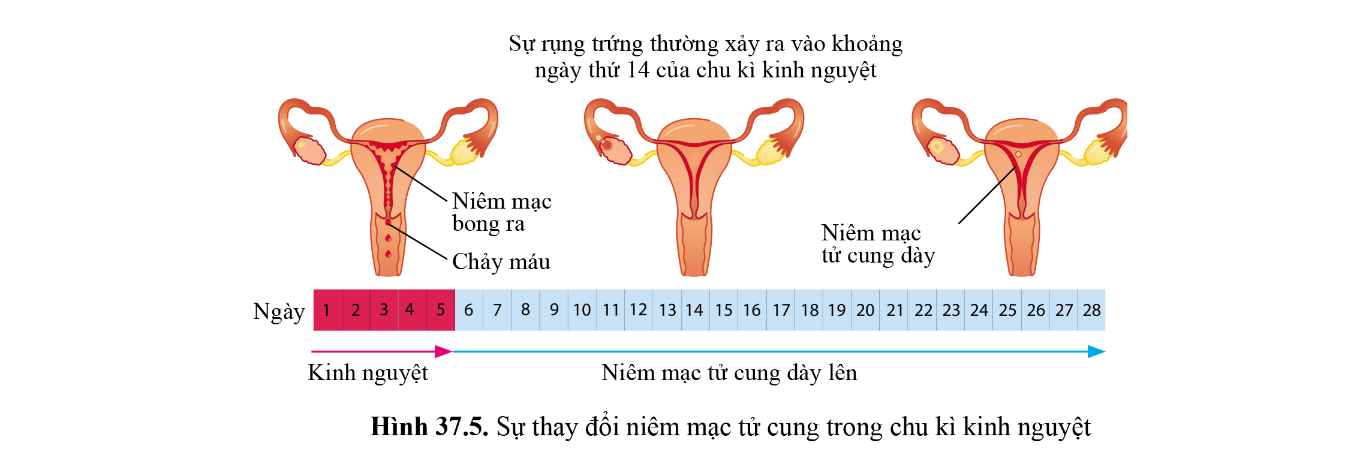 Sự rụng trứng thường xảy ra vào khoảng
ngày thứ 14 của chu kì kinh nguyệt
Niêm mạc
bong ra
Chảy máu
Niêm mạc
tử cung dày
Ngày 1 2 3 4 5 6 7 8 9 10 11 12 13 14 15 16 17 18 19 20 21 22 23 24 25 26 27 28
Kinh nguyệt
Niêm mạc tử cung dày lên
Hình 37.5. Sự thay đổi niêm mạc tử cung trong chu kì kinh nguyệt